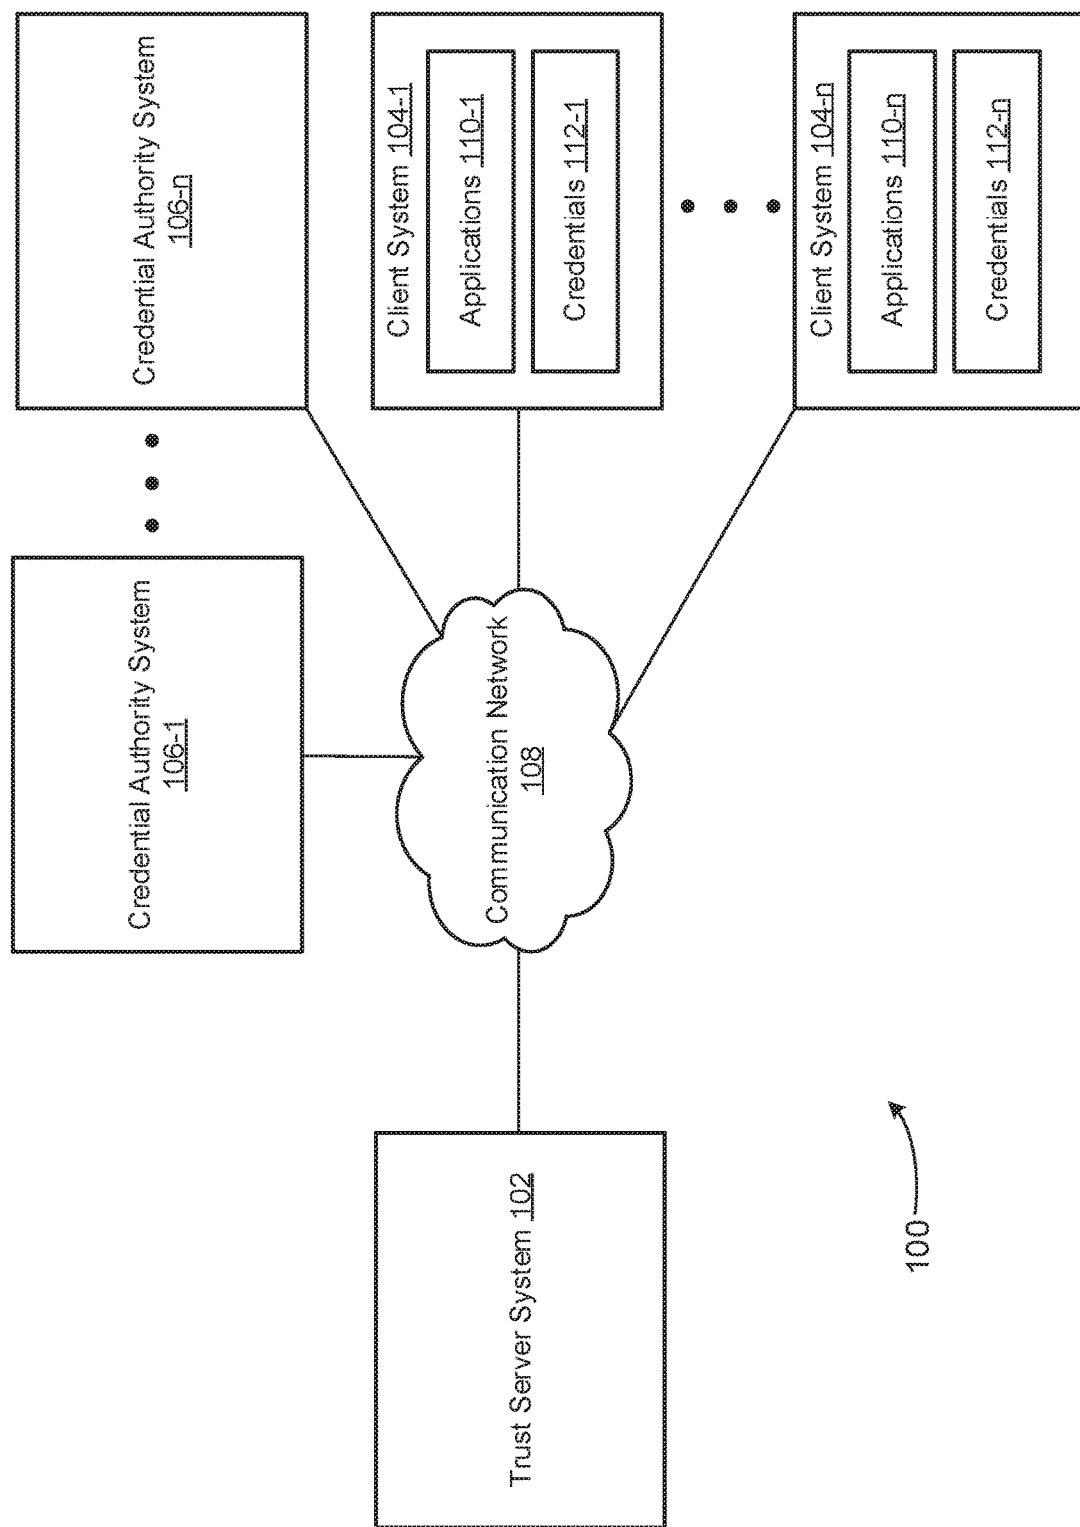 Credential Authority System
106-1
Credential Authority System
106-n
Trust Server System 102
Communication Network
108
Client System 104-1
Applications 110-1
Credentials 112-1
Client System 104-n
Applications 110-n
Credentials 112-n
100